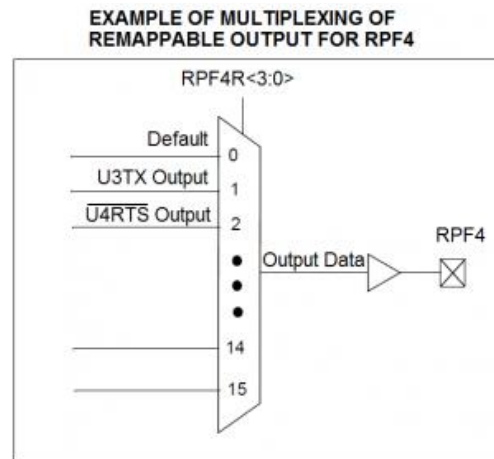 EXAMPLE OF MULTIPLEXING OF
REMAPPABLE OUTPUT FOR RPF4
RPF4R<3:0>
Default
0
U3TX Output
1
U4RTS Output
2
RPF4
Output Data
14
15